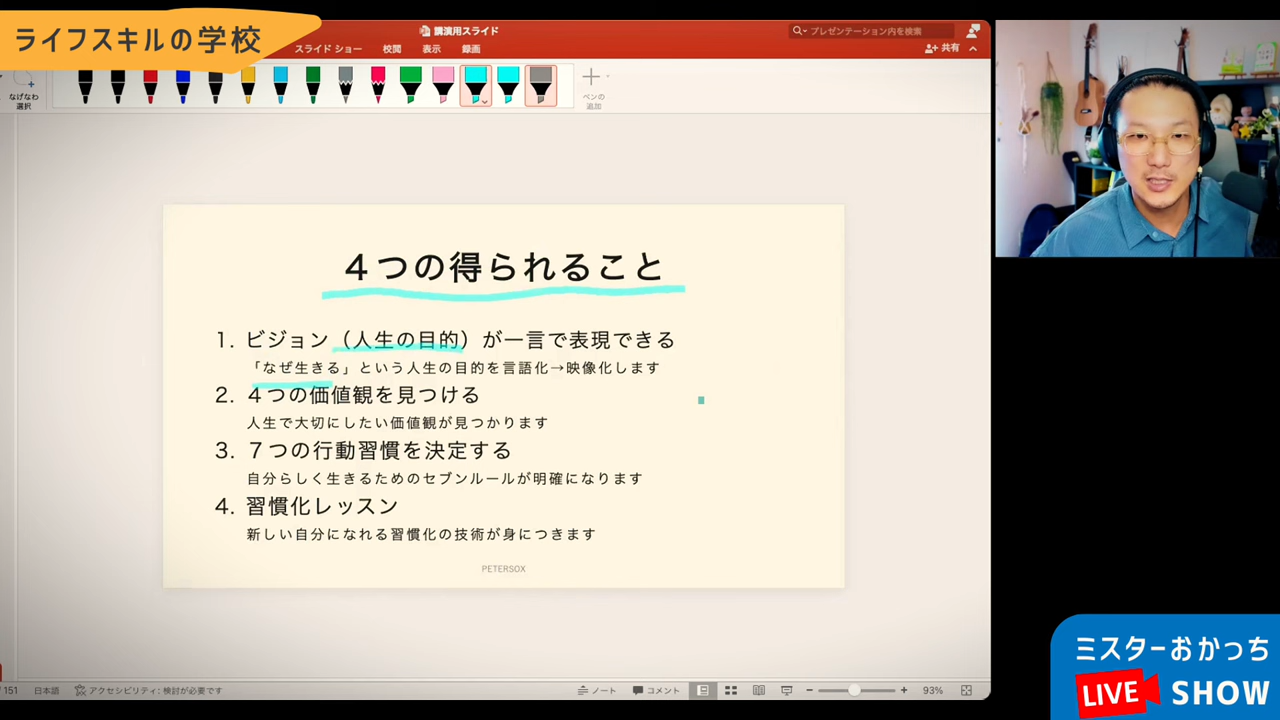 ライフスキルの学校
講演用スライド
プレゼンテーション内を検索
スライド ショー
校閲
表示
録画
共有
なげなわ
選択
ペンの
追加
4つの得られること
1. ビジョン（人生の目的）が一言で表現できる
「なぜ生きる」という人生の目的を言語化→映像化します
2. 4つの価値観を見つける
人生で大切にしたい価値観が見つかります
3. 7つの行動習慣を決定する
自分らしく生きるためのセブンルールが明確になります
4. 習慣化レッスン
新しい自分になれる習慣化の技術が身につきます
PETERSOX
/ 151
日本語
アクセシビリティ: 検討が必要です
ノート
コメント
93%
ミスターおかっち
LIVE SHOW